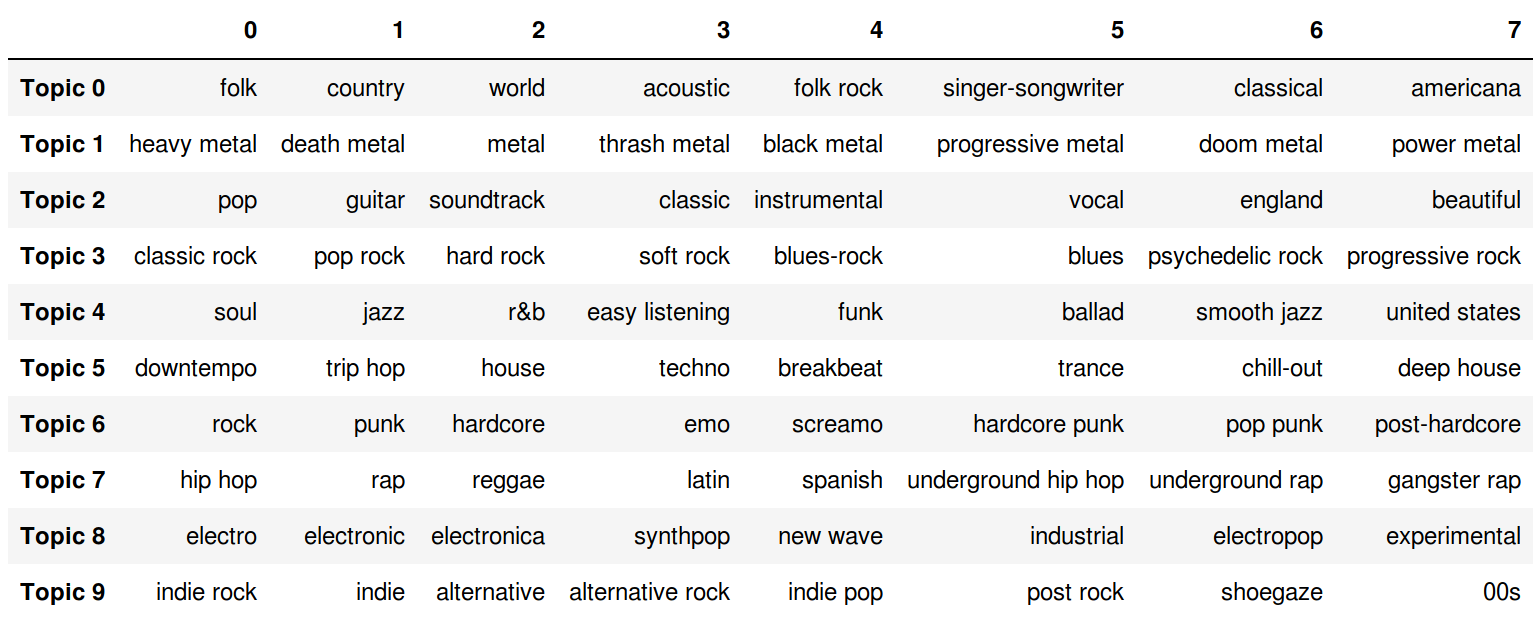 0 1 2 3 4 5 6 7
Topic 0 folk country world acoustic folk rock singer-songwriter classical americana
Topic 1 heavy metal death metal metal thrash metal black metal progressive metal doom metal power metal
Topic 2 pop guitar soundtrack classic instrumental vocal england beautiful
Topic 3 classic rock pop rock hard rock soft rock blues-rock blues psychedelic rock progressive rock
Topic 4 soul jazz r&b easy listening funk ballad smooth jazz united states
Topic 5 downtempo trip hop house techno breakbeat trance chill-out deep house
Topic 6 rock punk hardcore emo screamo hardcore punk pop punk post-hardcore
Topic 7 hip hop rap reggae latin spanish underground hip hop underground rap gangster rap
Topic 8 electro electronic electronica synthpop new wave industrial electropop experimental
Topic 9 indie rock indie alternative alternative rock indie pop post rock shoegaze 00s